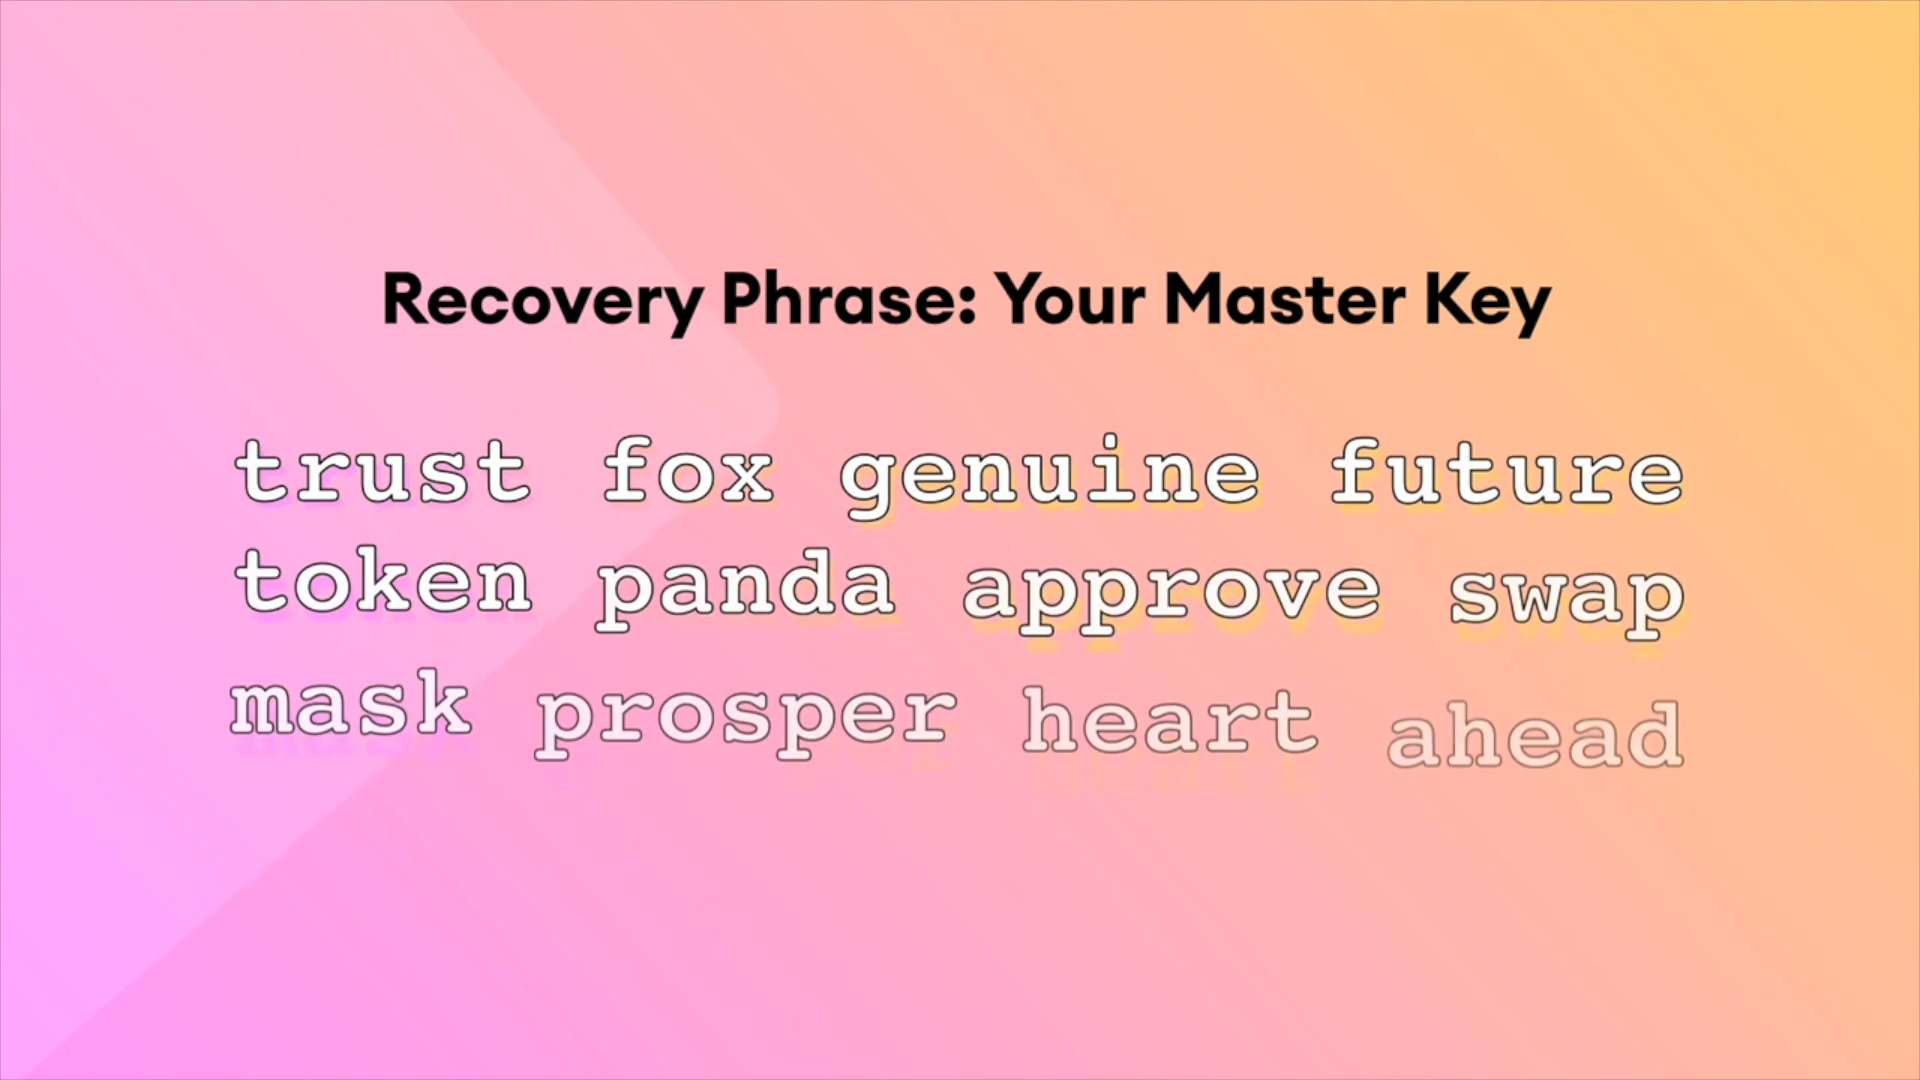 Recovery Phrase: Your Master Key
trust fox genuine future
token panda approve swap
mask prosper heart ahead